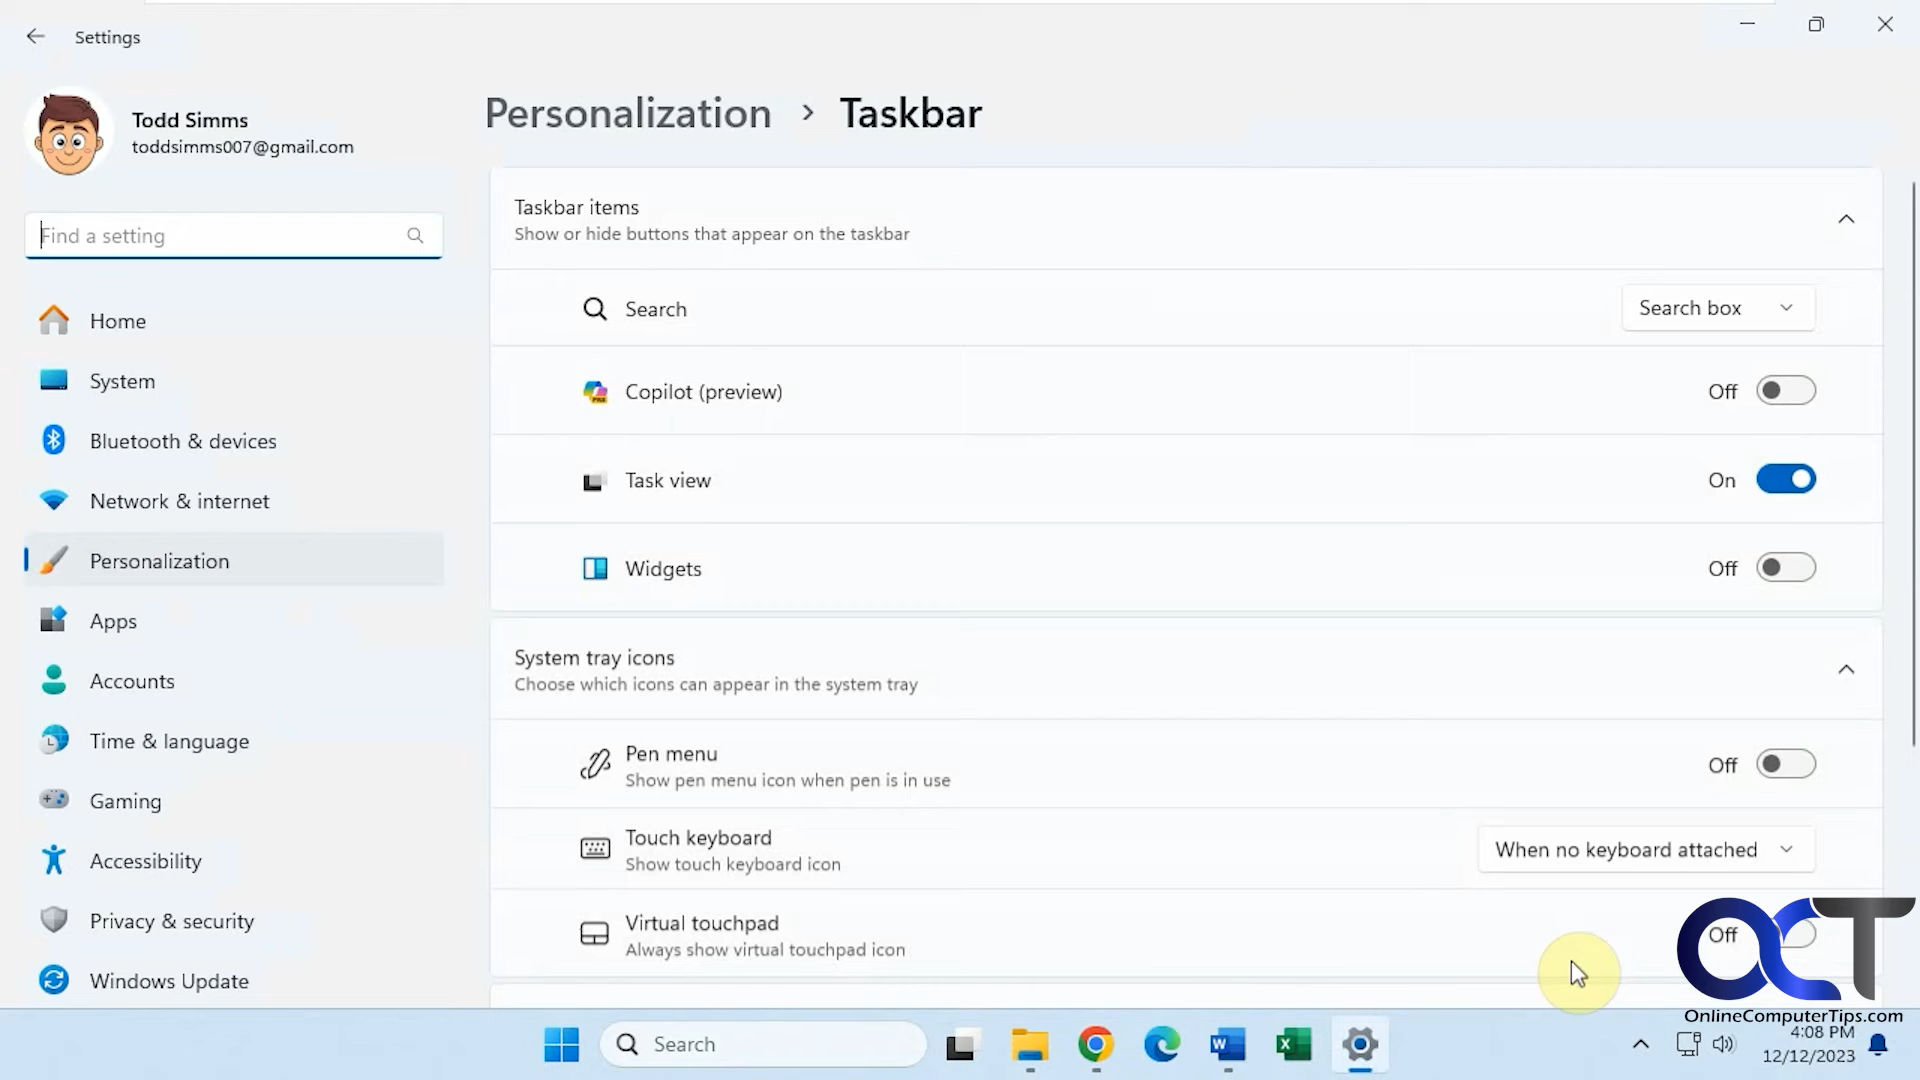 Settings
Todd Simms
toddsimms007@gmail.com
Find a setting
Home
System
Bluetooth & devices
Network & internet
Personalization
Apps
Accounts
Time & language
Gaming
Accessibility
Privacy & security
Windows Update
Personalization > Taskbar
Taskbar items
Show or hide buttons that appear on the taskbar
Search
Search box
Copilot (preview)
Off
Task view
On
Widgets
Off
System tray icons
Choose which icons can appear in the system tray
Pen menu
Show pen menu icon when pen is in use
Off
Touch keyboard
Show touch keyboard icon
When no keyboard attached
Virtual touchpad
Always show virtual touchpad icon
Off
OCT
OnlineComputerTips.com
Search
4:08 PM
12/12/2023